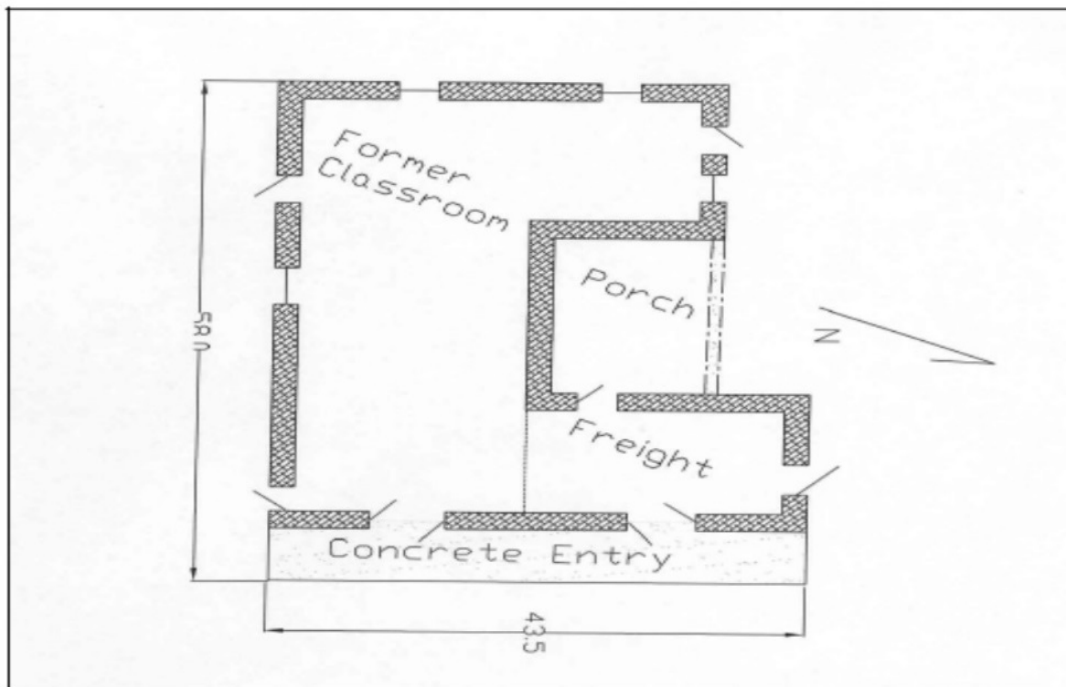 Former
Classroom
Porch
58.0
N
Freight
Concrete Entry
43.5